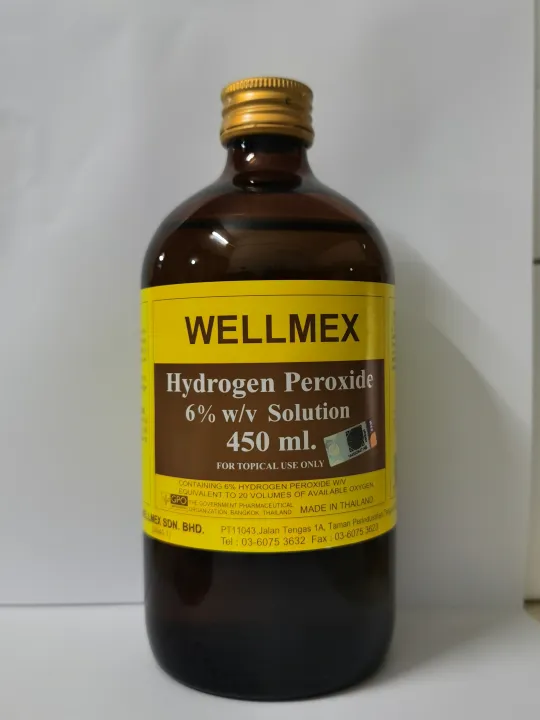 WELLMEX
Hydrogen Peroxide
6% w/v Solution
450 ml.
FOR TOPICAL USE ONLY
CONTAINING 6% HYDROGEN PEROXIDE W/V
EQUIVALENT TO 20 VOLUMES OF AVAILABLE OXYGEN
GPO THE GOVERNMENT PHARMACEUTICAL
ORGANIZATION, BANGKOK, THAILAND. MADE IN THAILAND
SDN. BHD. PT11043 Jalan Tengas 1A, Taman
Tel : 03-6075 3632 Fax : 03-6075 3622